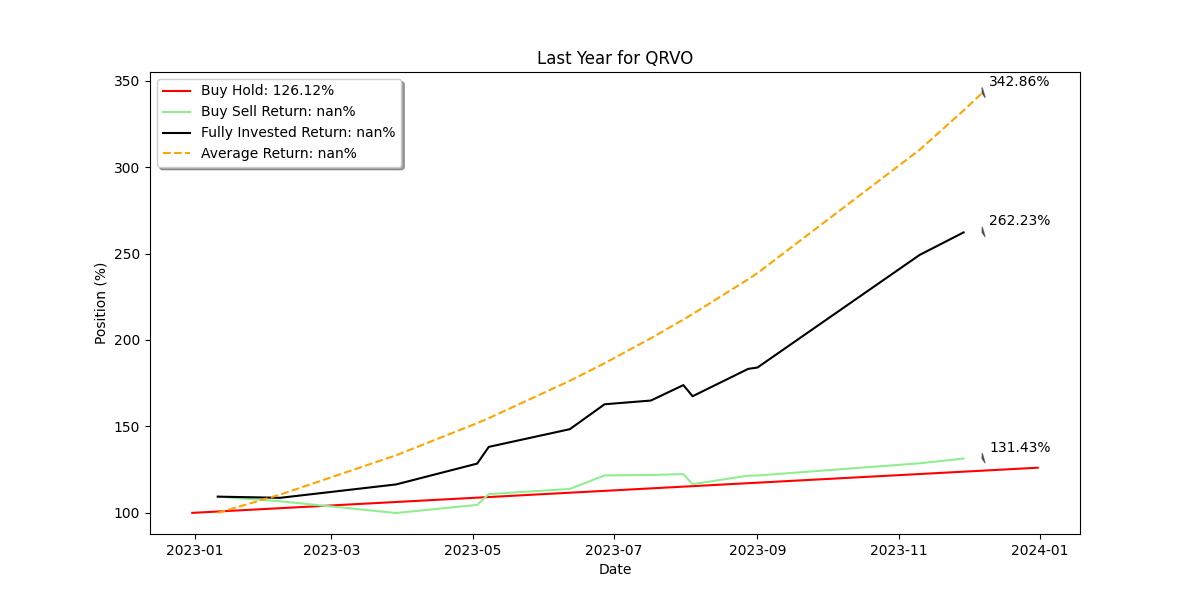 Last Year for QRVO
350
300
250
200
150
100
Position (%)
Buy Hold: 126.12%
Buy Sell Return: nan%
Fully Invested Return: nan%
Average Return: nan%
342.86%
262.23%
131.43%
2023-01
2023-03
2023-05
2023-07
2023-09
2023-11
2024-01
Date